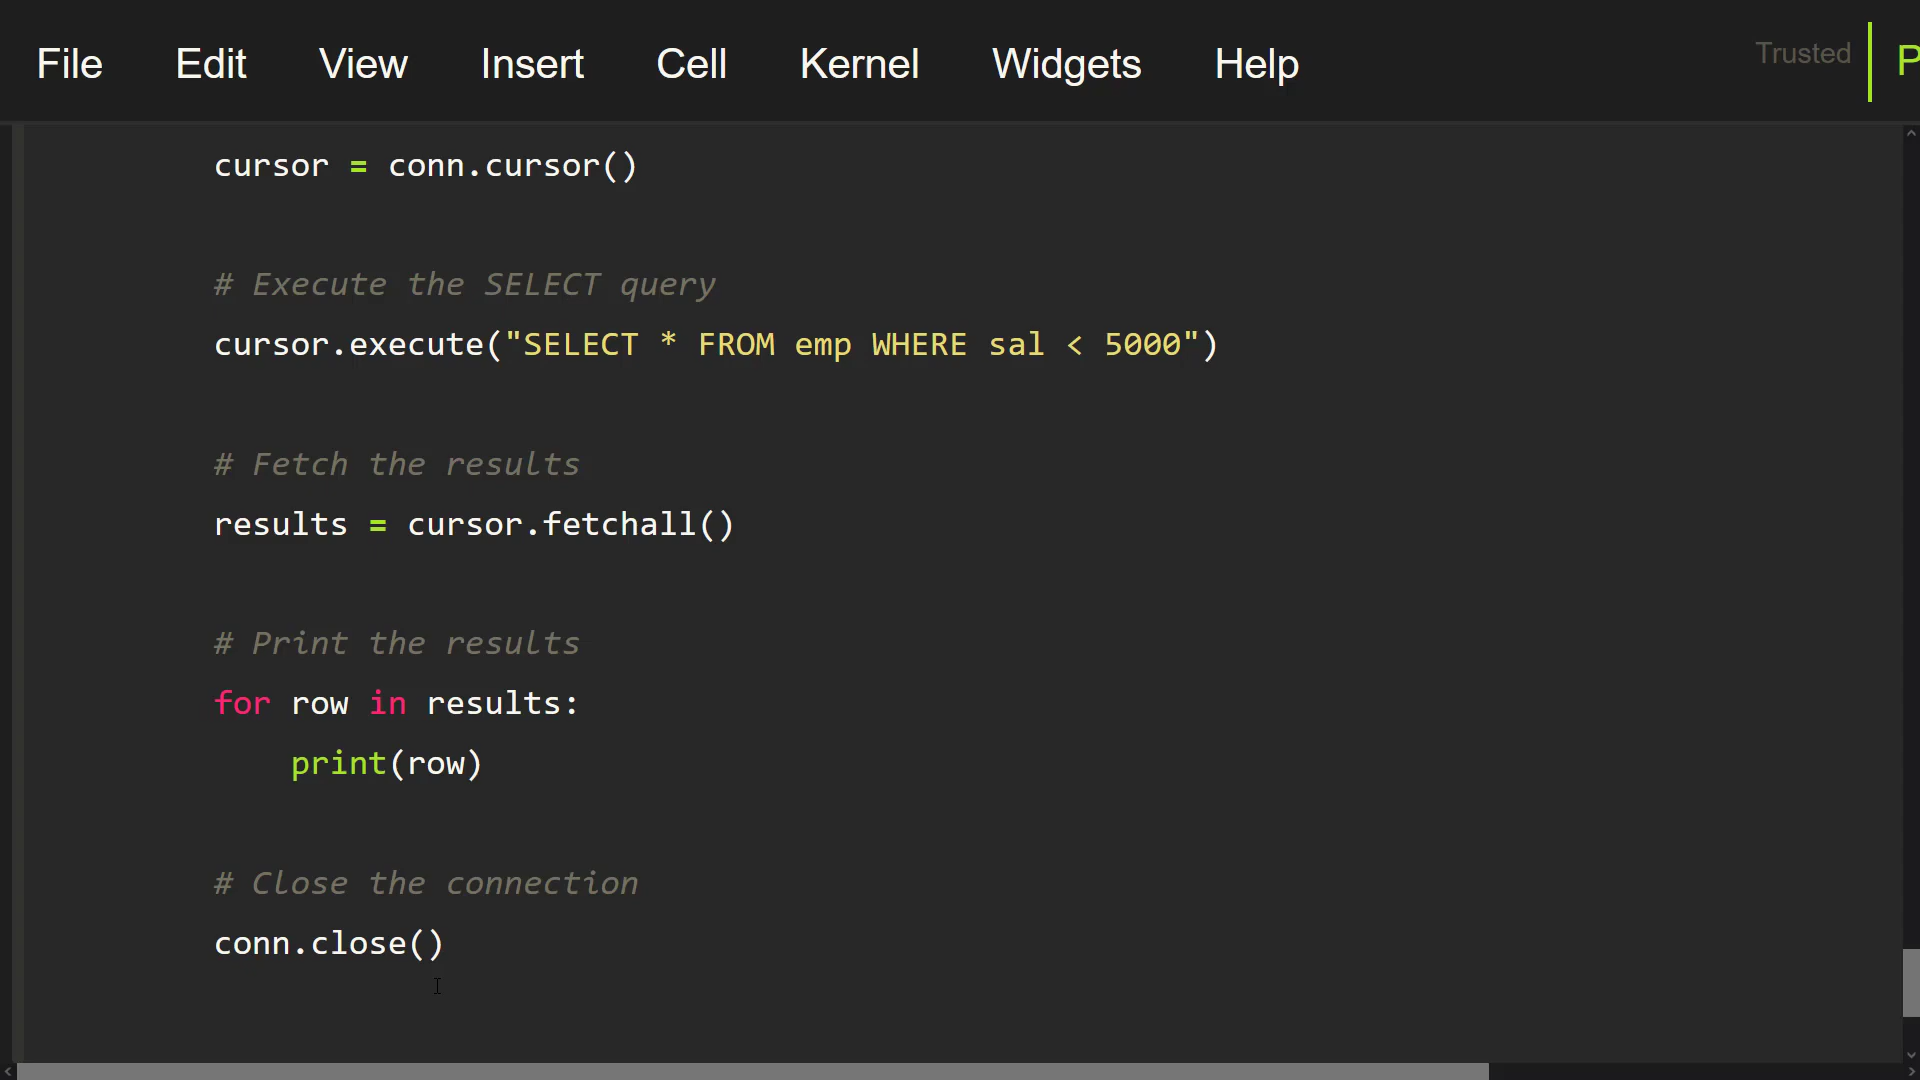 File Edit View Insert Cell Kernel Widgets Help Trusted P
cursor = conn.cursor()
# Execute the SELECT query
cursor.execute("SELECT * FROM emp WHERE sal < 5000")
# Fetch the results
results = cursor.fetchall()
# Print the results
for row in results:
    print(row)
# Close the connection
conn.close()